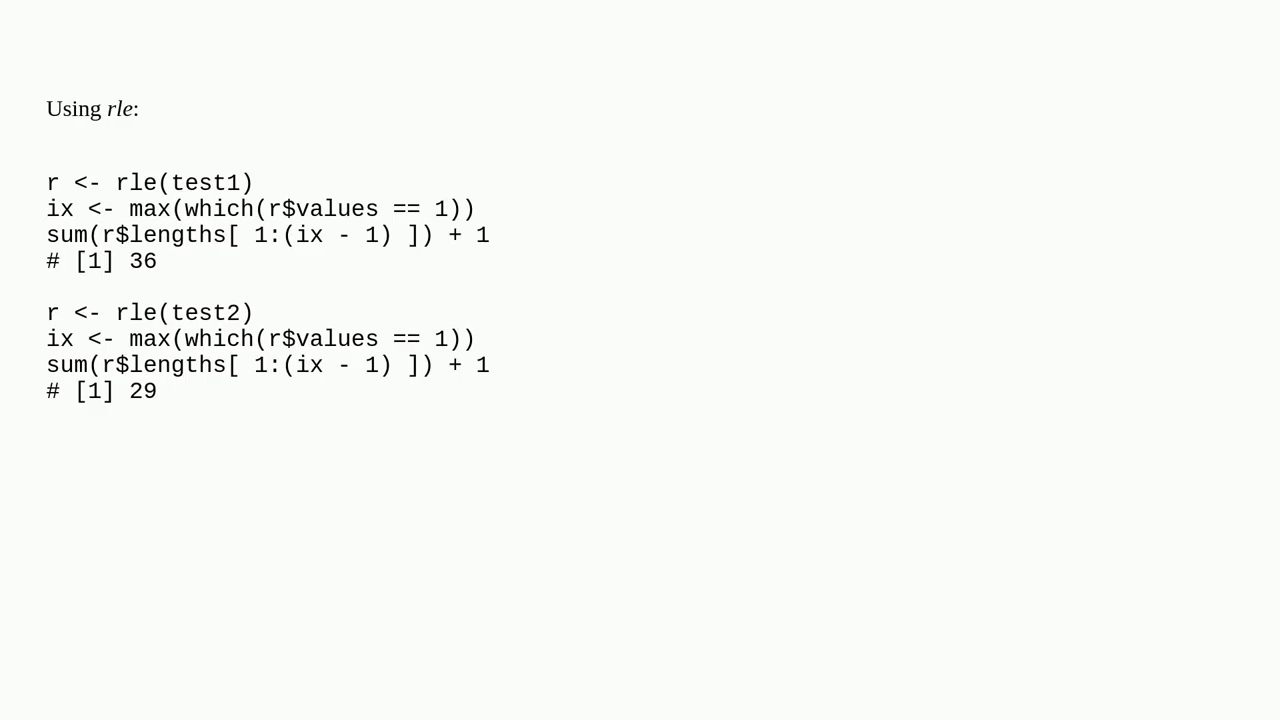 Using rle:
r <- rle(test1)
ix <- max(which(r$values == 1))
sum(r$lengths[ 1:(ix - 1) ]) + 1
# [1] 36
r <- rle(test2)
ix <- max(which(r$values == 1))
sum(r$lengths[ 1:(ix - 1) ]) + 1
# [1] 29